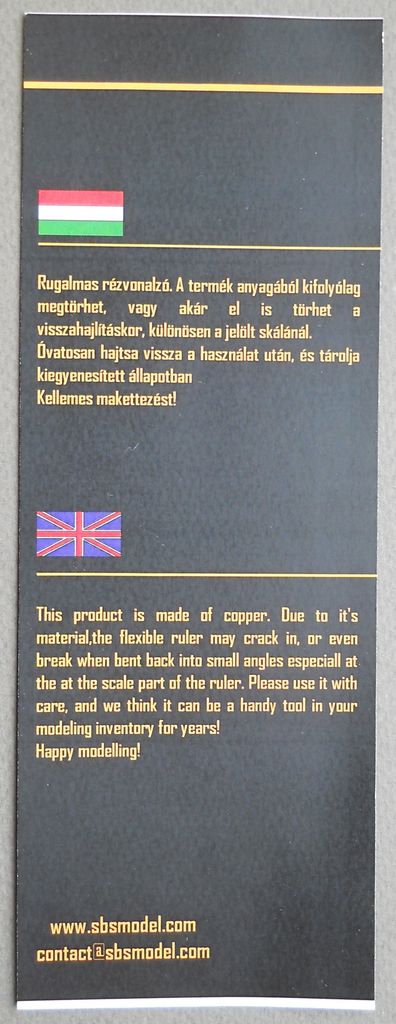 Rugalmas rézvonalzó. A termék anyagából kifolyólag
megtörhet, vagy akár el is törhet a
visszahajlításkor, különösen a jelölt skálánál.
Óvatosan hajtsa vissza a használat után, és tárolja
kiegyenesített állapotban
Kellemes makettezést!
This product is made of copper. Due to it's
material,the flexible ruler may crack in, or even
break when bent back into small angles especiall at
the at the scale part of the ruler. Please use it with
care, and we think it can be a handy tool in your
modeling inventory for years!
Happy modelling!
www.sbsmodel.com
contact@sbsmodel.com